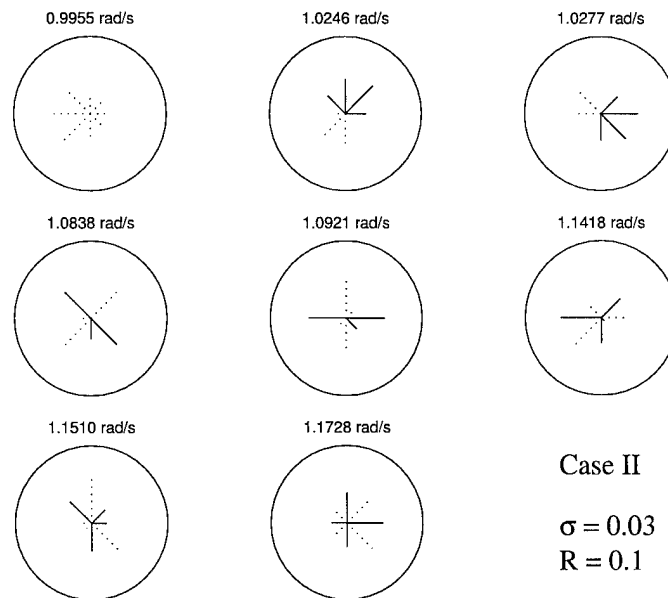 0.9955 rad/s
1.0246 rad/s
1.0277 rad/s
1.0838 rad/s
1.0921 rad/s
1.1418 rad/s
1.1510 rad/s
1.1728 rad/s
Case II
σ = 0.03
R = 0.1